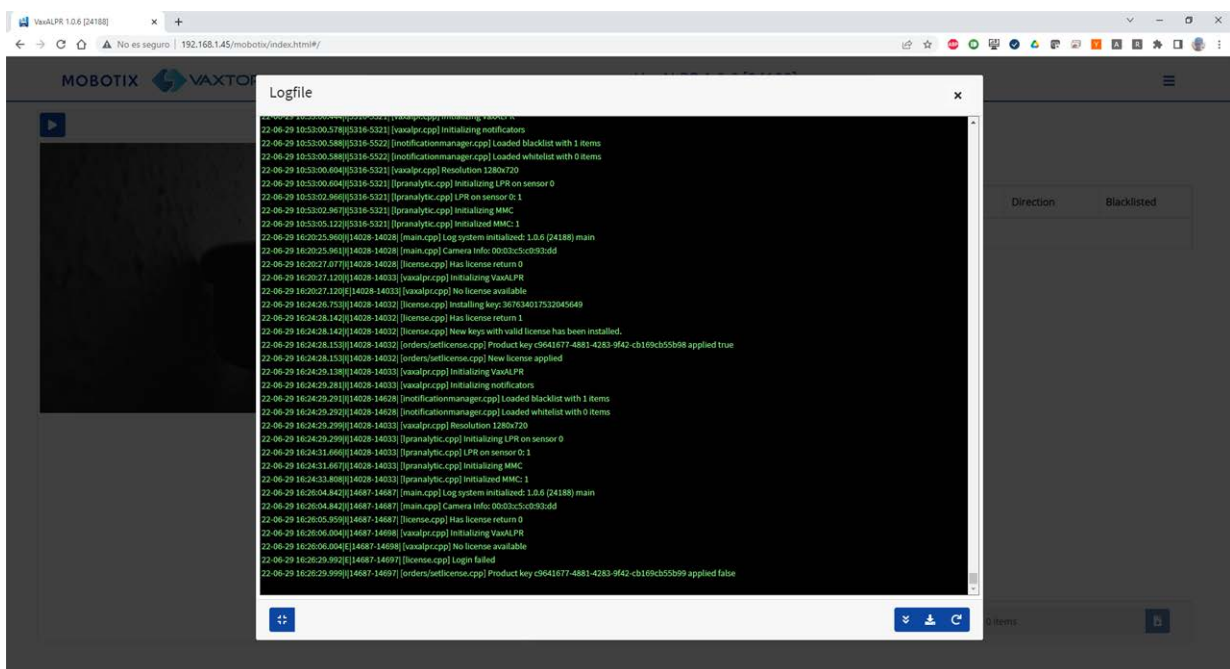 VaxALPR 1.0.6 [24188]
No es seguro | 192.168.1.45/mobotix/index.html#/
MOBOTIX VAXTOR
Logfile
22-06-29 10:53:00.444|I|5316-5321| [vaxalpr.cpp] Initializing VaxALPR
22-06-29 10:53:00.578|I|5316-5321| [vaxalpr.cpp] Initializing notificators
22-06-29 10:53:00.588|I|5316-5522| [inotificationmanager.cpp] Loaded blacklist with 1 items
22-06-29 10:53:00.588|I|5316-5522| [inotificationmanager.cpp] Loaded whitelist with 0 items
22-06-29 10:53:00.604|I|5316-5321| [vaxalpr.cpp] Resolution 1280x720
22-06-29 10:53:00.604|I|5316-5321| [lpranalytic.cpp] Initializing LPR on sensor 0
22-06-29 10:53:02.966|I|5316-5321| [lpranalytic.cpp] LPR on sensor 0: 1
22-06-29 10:53:02.967|I|5316-5321| [lpranalytic.cpp] Initializing MMC
22-06-29 10:53:05.122|I|5316-5321| [lpranalytic.cpp] Initialized MMC: 1
22-06-29 16:20:25.960|I|14028-14028| [main.cpp] Log system initialized: 1.0.6 (24188) main
22-06-29 16:20:25.961|I|14028-14028| [main.cpp] Camera Info: 00:03:c5:c0:93:dd
22-06-29 16:20:27.077|I|14028-14028| [license.cpp] Has license return 0
22-06-29 16:20:27.120|I|14028-14033| [vaxalpr.cpp] Initializing VaxALPR
22-06-29 16:20:27.120|E|14028-14033| [vaxalpr.cpp] No license available
22-06-29 16:24:26.753|I|14028-14032| [license.cpp] Installing key: 367634017532045649
22-06-29 16:24:28.142|I|14028-14032| [license.cpp] Has license return 1
22-06-29 16:24:28.142|I|14028-14032| [license.cpp] New keys with valid license has been installed.
22-06-29 16:24:28.153|I|14028-14032| [orders/setlicense.cpp] Product key c9641677-4881-4283-9f42-cb169cb55b98 applied true
22-06-29 16:24:28.153|I|14028-14032| [orders/setlicense.cpp] New license applied
22-06-29 16:24:29.138|I|14028-14033| [vaxalpr.cpp] Initializing VaxALPR
22-06-29 16:24:29.281|I|14028-14033| [vaxalpr.cpp] Initializing notificators
22-06-29 16:24:29.291|I|14028-14628| [inotificationmanager.cpp] Loaded blacklist with 1 items
22-06-29 16:24:29.292|I|14028-14628| [inotificationmanager.cpp] Loaded whitelist with 0 items
22-06-29 16:24:29.299|I|14028-14033| [vaxalpr.cpp] Resolution 1280x720
22-06-29 16:24:29.299|I|14028-14033| [lpranalytic.cpp] Initializing LPR on sensor 0
22-06-29 16:24:31.666|I|14028-14033| [lpranalytic.cpp] LPR on sensor 0: 1
22-06-29 16:24:31.667|I|14028-14033| [lpranalytic.cpp] Initializing MMC
22-06-29 16:24:33.808|I|14028-14033| [lpranalytic.cpp] Initialized MMC: 1
22-06-29 16:26:04.842|I|14687-14687| [main.cpp] Log system initialized: 1.0.6 (24188) main
22-06-29 16:26:04.842|I|14687-14687| [main.cpp] Camera Info: 00:03:c5:c0:93:dd
22-06-29 16:26:05.959|I|14687-14687| [license.cpp] Has license return 0
22-06-29 16:26:06.004|I|14687-14698| [vaxalpr.cpp] Initializing VaxALPR
22-06-29 16:26:06.004|E|14687-14698| [vaxalpr.cpp] No license available
22-06-29 16:26:29.992|E|14687-14697| [license.cpp] Login failed
22-06-29 16:26:29.999|I|14687-14697| [orders/setlicense.cpp] Product key c9641677-4881-4283-9f42-cb169cb55b99 applied false
Direction Blacklisted
0 items